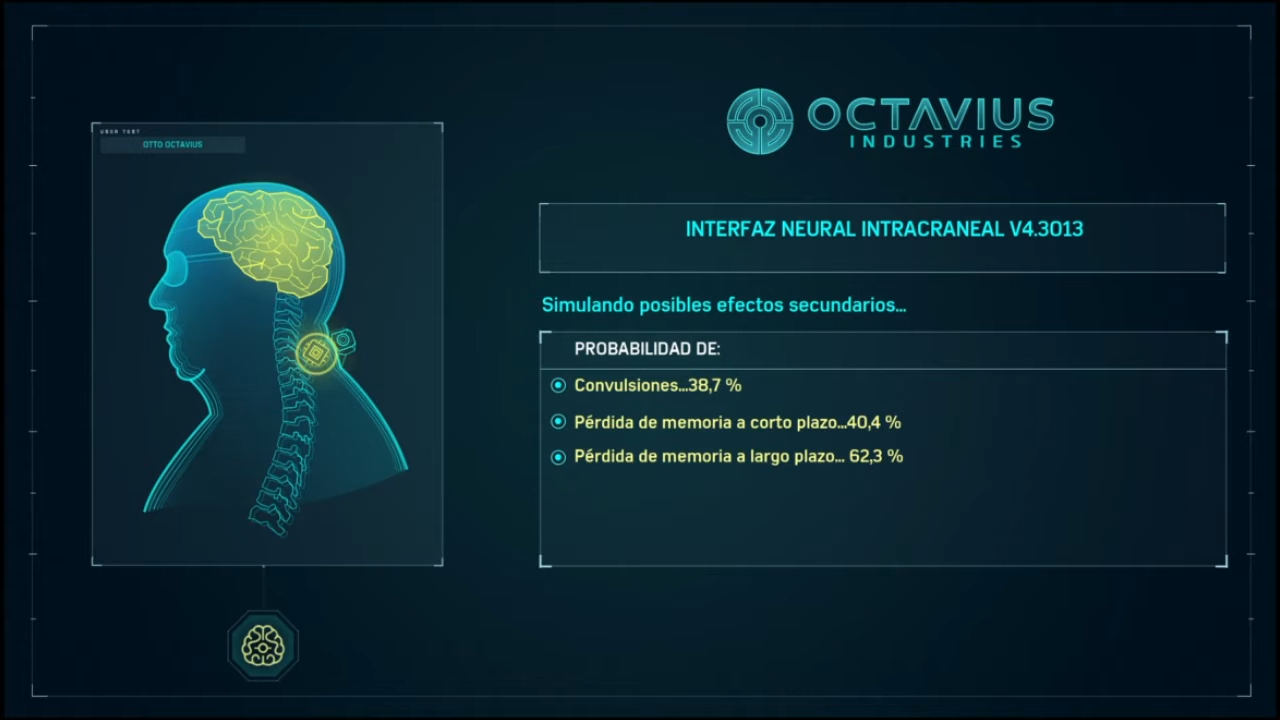 OCTAVIUS
INDUSTRIES
OTTO OCTAVIUS
INTERFAZ NEURAL INTRACRANEAL V4.3013
Simulando posibles efectos secundarios...
PROBABILIDAD DE:
Convulsiones...38,7 %
Pérdida de memoria a corto plazo...40,4 %
Pérdida de memoria a largo plazo... 62,3 %